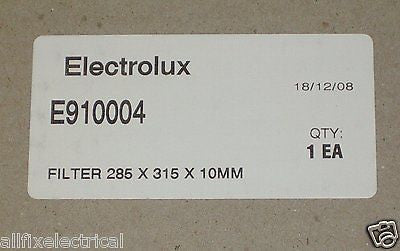 Electrolux
18/12/08
E910004
QTY:
1 EA
FILTER 285 X 315 X 10MM
allfixelectrical